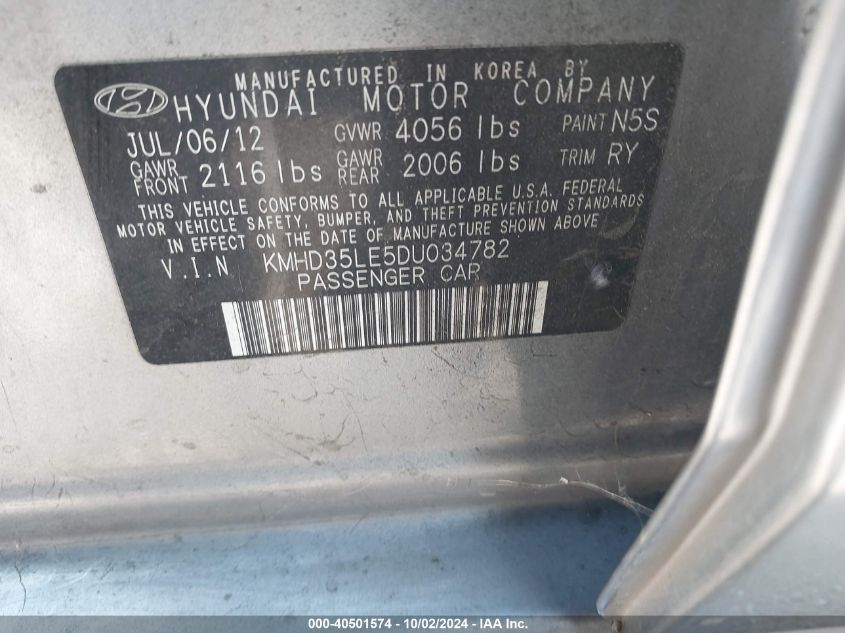 MANUFACTURED IN KOREA BY
HYUNDAI MOTOR COMPANY
JUL/06/12 GVWR 4056 lbs PAINT N5S
GAWR FRONT 2116 lbs GAWR REAR 2006 lbs TRIM RY
THIS VEHICLE CONFORMS TO ALL APPLICABLE U.S.A. FEDERAL
MOTOR VEHICLE SAFETY, BUMPER, AND THEFT PREVENTION STANDARDS
IN EFFECT ON THE DATE OF MANUFACTURE SHOWN ABOVE
V.I.N KMHD35LE5DU034782
PASSENGER CAR
000-40501574 - 10/02/2024 - IAA Inc.